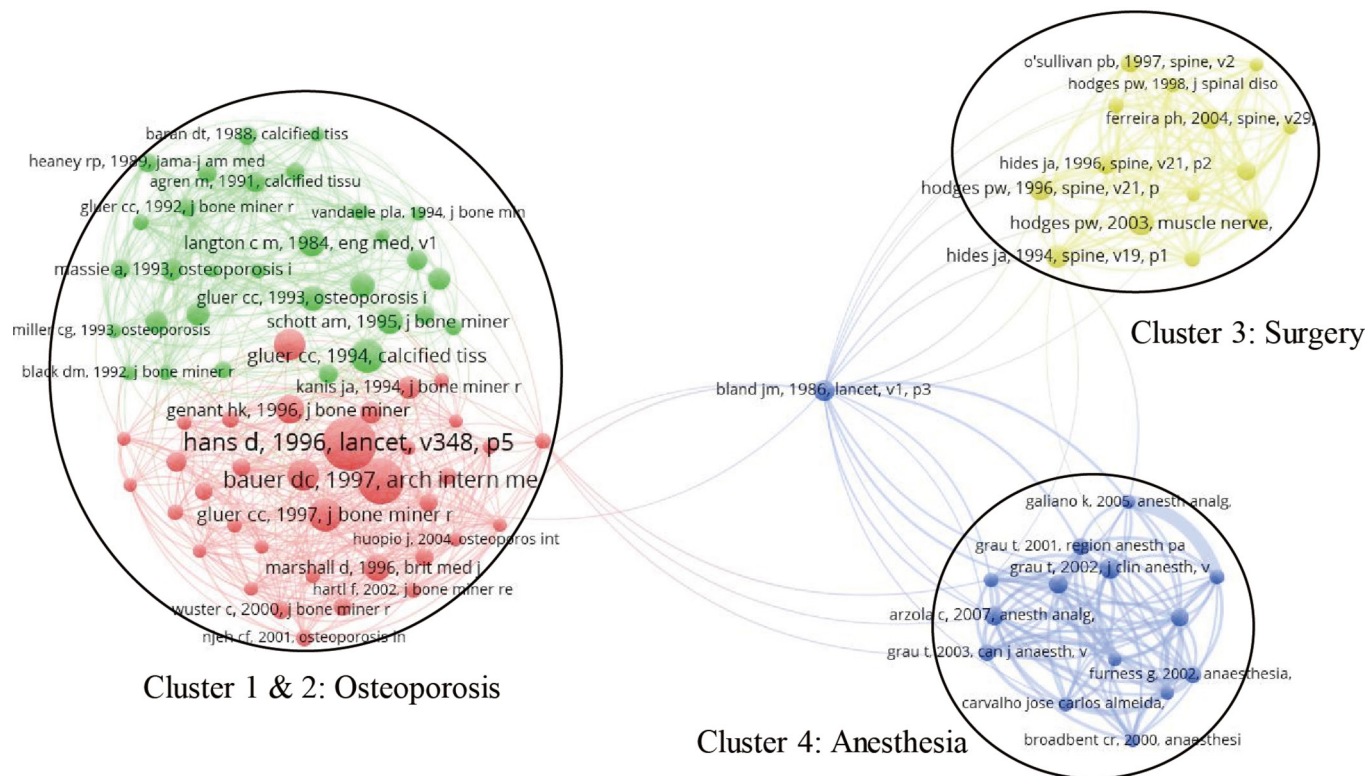 baran dt, 1988, calcified tiss
heaney rp, 1989, jama-j am med
agren m, 1991, calcified tissu
gluer cc, 1992, j bone miner r
vandaele pla, 1994, j bone min
langton c m, 1984, eng med, v1
massie a, 1993, osteoporosis i
gluer cc, 1993, osteoporosis i
schott am, 1995, j bone miner
miller cg, 1993, osteoporosis
gluer cc, 1994, calcified tiss
black dm, 1992, j bone miner r
kanis ja, 1994, j bone miner r
genant hk, 1996, j bone miner
hans d, 1996, lancet, v348, p5
bauer dc, 1997, arch intern me
gluer cc, 1997, j bone miner r
huopio j, 2004, osteoporos int
marshall d, 1996, brit med j
hartl f, 2002, j bone miner re
wuster c, 2000, j bone miner r
njeh cf, 2001, osteoporosis in
Cluster 1 & 2: Osteoporosis
bland jm, 1986, lancet, v1, p3
o'sullivan pb, 1997, spine, v2
hodges pw, 1998, j spinal diso
ferreira ph, 2004, spine, v29,
hides ja, 1996, spine, v21, p2
hodges pw, 1996, spine, v21, p
hodges pw, 2003, muscle nerve,
hides ja, 1994, spine, v19, p1
Cluster 3: Surgery
galiano k, 2005, anesth analg,
grau t, 2001, region anesth pa
grau t, 2002, j clin anesth, v
arzola c, 2007, anesth analg,
grau t, 2003, can j anaesth, v
furness g, 2002, anaesthesia,
carvalho jose carlos almeida,
broadbent cr, 2000, anaesthesi
Cluster 4: Anesthesia